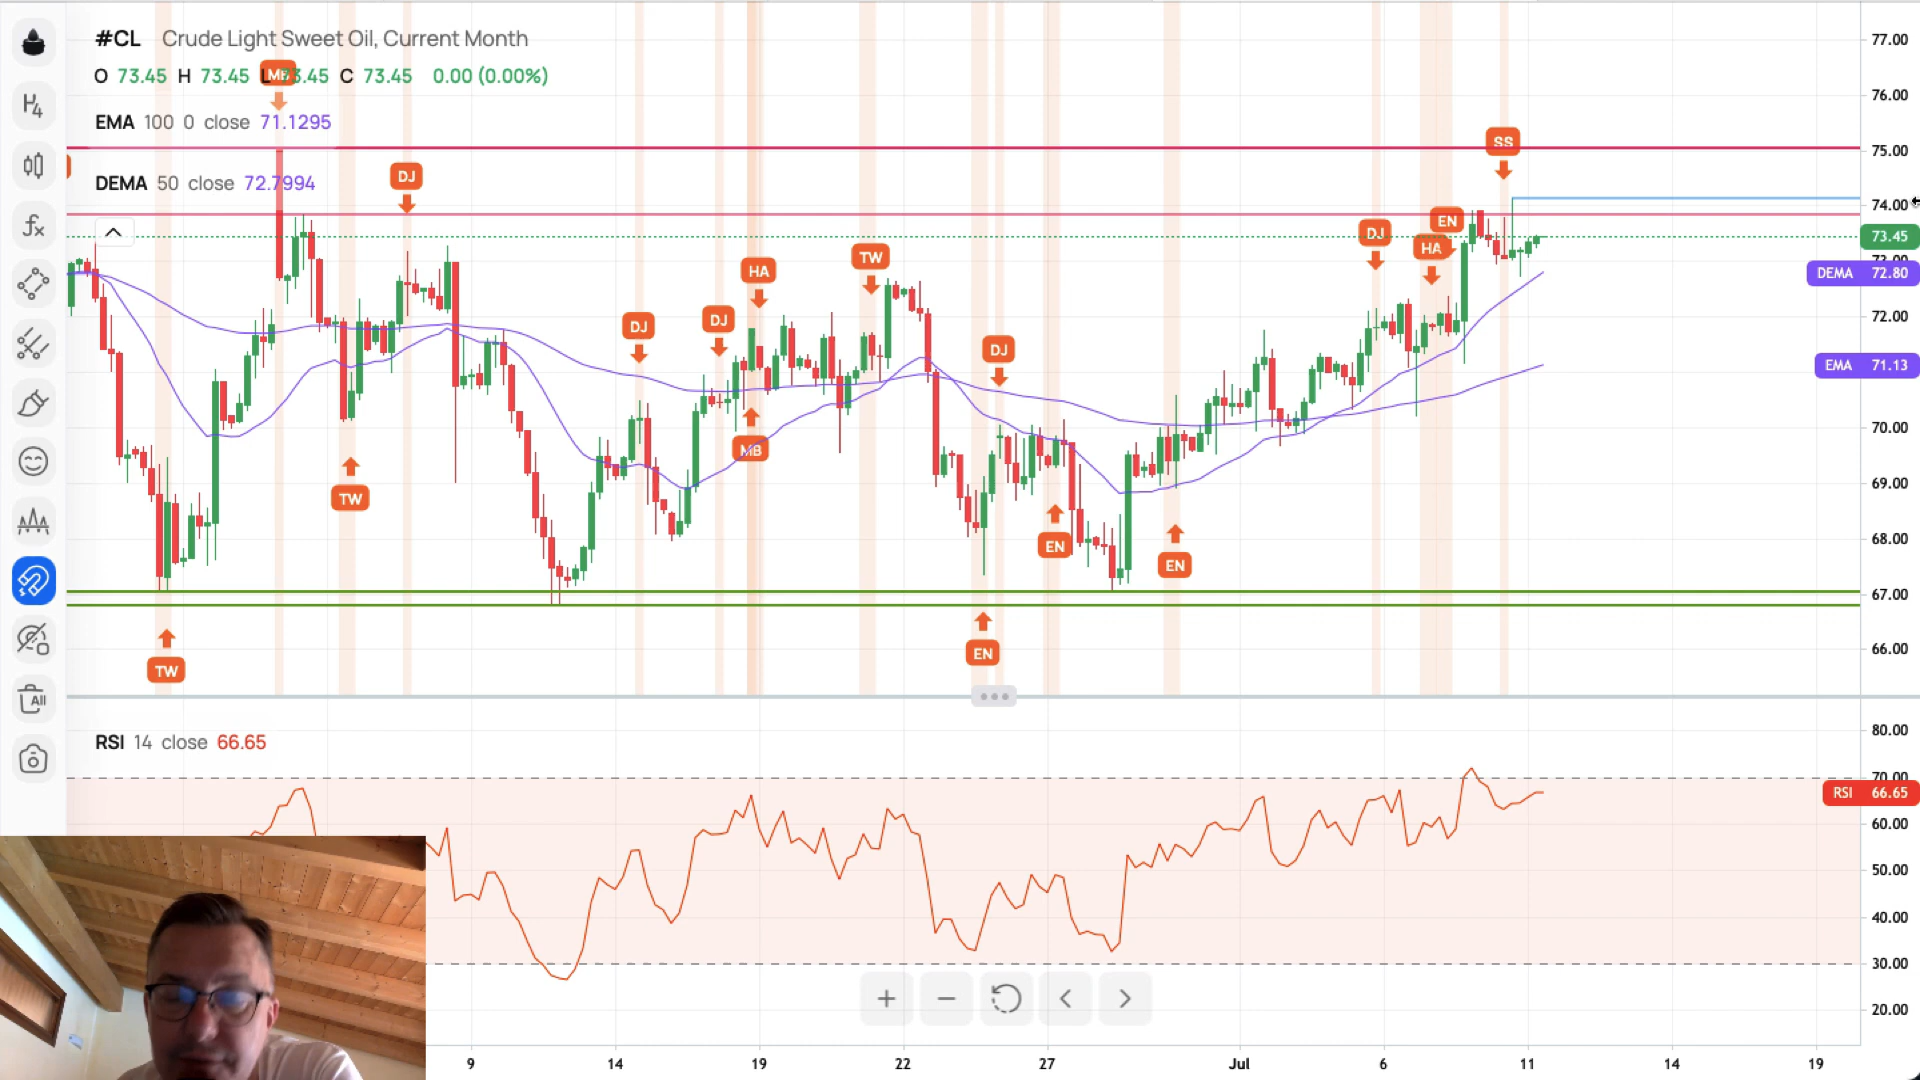 #CL Crude Light Sweet Oil, Current Month
O 73.45 H 73.45 L 73.45 C 73.45 0.00 (0.00%)
EMA 100 0 close 71.1295
DEMA 50 close 72.7994
H4
fx
All
MB
DJ
TW
TW
DJ
DJ
HA
MB
TW
EN
DJ
EN
EN
DJ
HA
EN
SS
77.00
76.00
75.00
74.00
73.45
73.00
DEMA 72.80
72.00
EMA 71.13
70.00
69.00
68.00
67.00
66.00
RSI 14 close 66.65
80.00
70.00
RSI 66.65
60.00
50.00
40.00
30.00
20.00
9 14 19 22 27 Jul 6 11 14 19